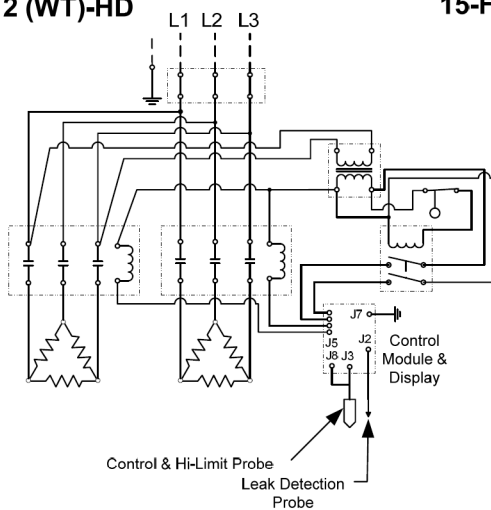 2 (WT)-HD
15-F
L1 L2 L3
J7
J5
J2
J8 J3
Control
Module &
Display
Control & Hi-Limit Probe
Leak Detection
Probe